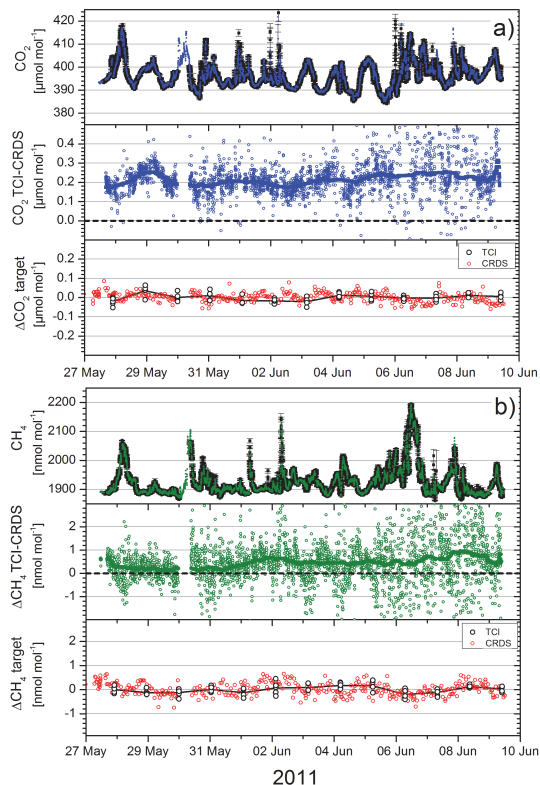 a)
CO2
[µmol mol-1]
420
410
400
390
380
CO2 TCI-CRDS
[µmol mol-1]
0.4
0.3
0.2
0.1
0.0
ΔCO2 target
[µmol mol-1]
0.2
0.1
0.0
-0.1
-0.2
TCI
CRDS
27 May 29 May 31 May 02 Jun 04 Jun 06 Jun 08 Jun 10 Jun
b)
CH4
[nmol mol-1]
2200
2100
2000
1900
ΔCH4 TCI-CRDS
[nmol mol-1]
2
1
0
-1
ΔCH4 target
[nmol mol-1]
2
1
0
-1
TCI
CRDS
27 May 29 May 31 May 02 Jun 04 Jun 06 Jun 08 Jun 10 Jun
2011